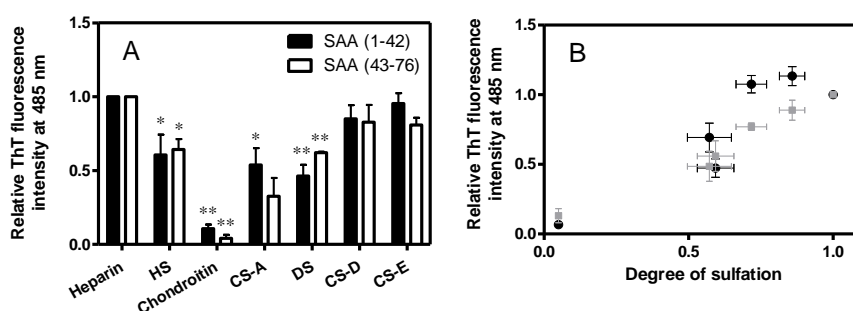 Relative ThT fluorescence
intensity at 485 nm
1.5
1.0
0.5
0.0
A
SAA (1-42)
SAA (43-76)
*
*
**
**
*
**
**
Heparin
HS
Chondroitin
CS-A
DS
CS-D
CS-E
Relative ThT fluorescence
intensity at 485 nm
1.5
1.0
0.5
0.0
B
0.0
0.5
1.0
Degree of sulfation